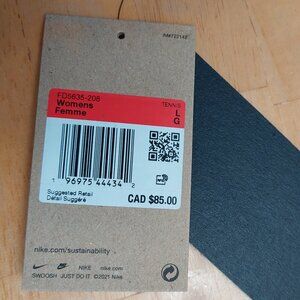 FD5635-208
Womens
Femme
TENNIS
L
G
1 96975 44434 2
Suggested Retail
Détail Suggéré
CAD $85.00
nike.com/sustainability
NIKE nike.com
SWOOSH JUST DO IT ©2021 Nike